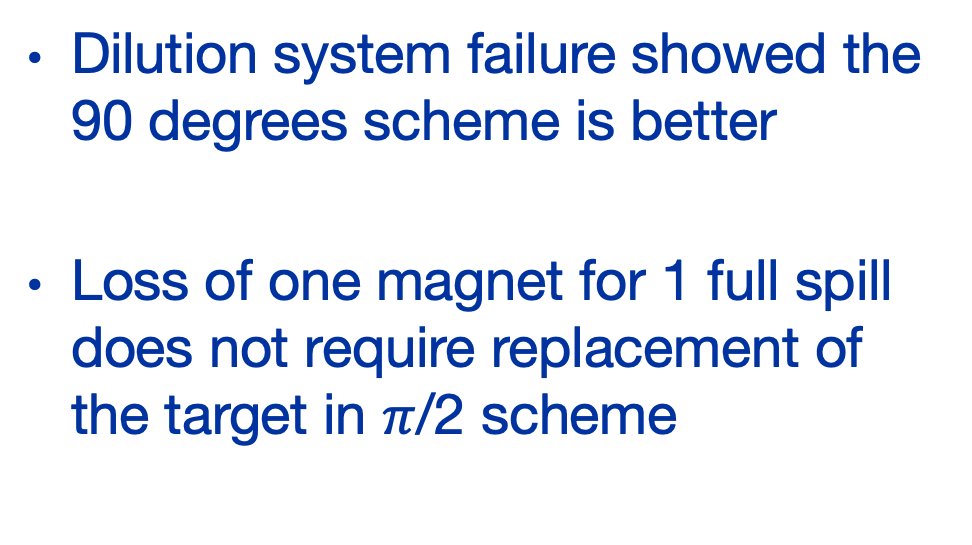 • Dilution system failure showed the
90 degrees scheme is better
• Loss of one magnet for 1 full spill
does not require replacement of
the target in π/2 scheme